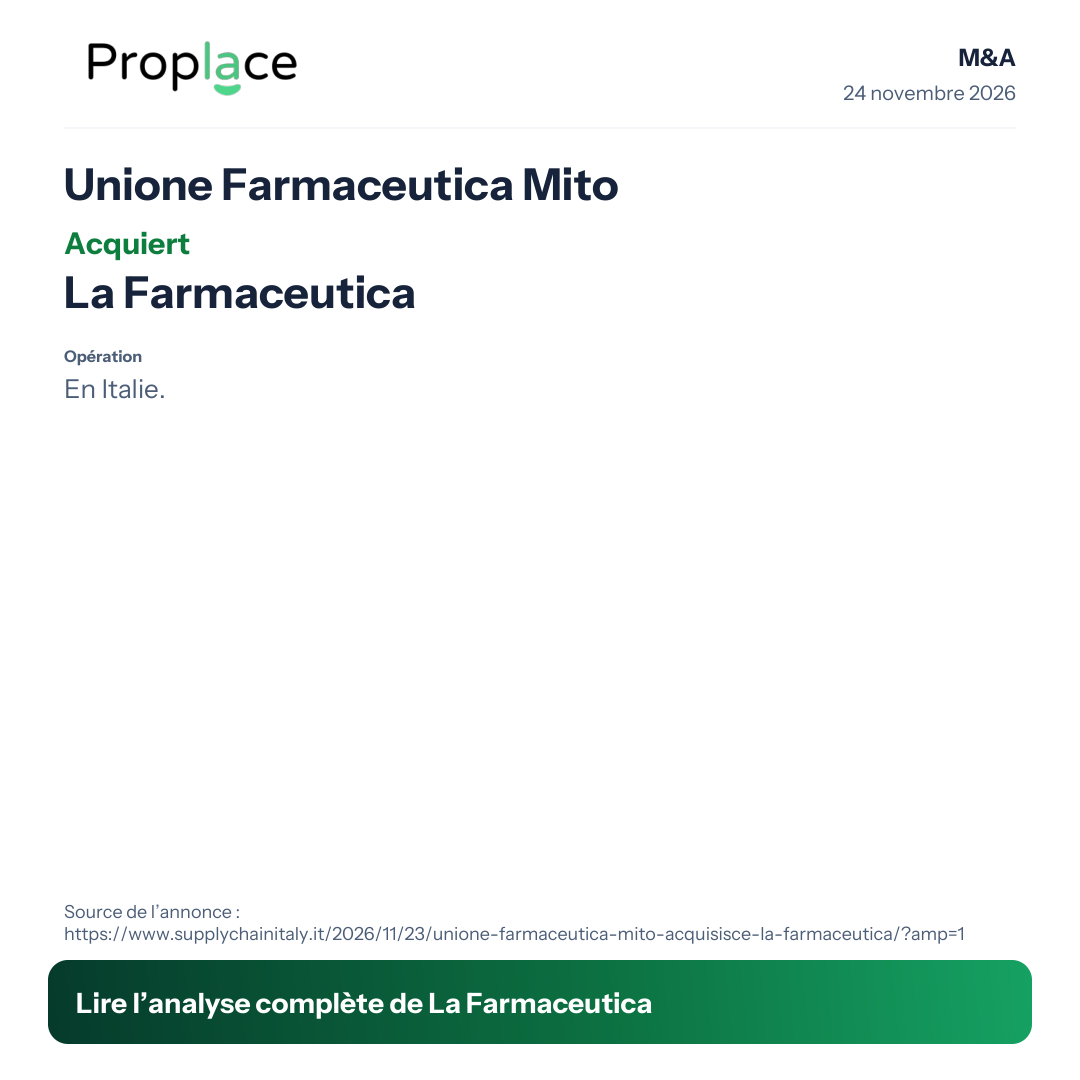 Proplace
M&A
24 novembre 2026
Unione Farmaceutica Mito
Acquiert
La Farmaceutica
Opération
En Italie.
Source de l’annonce :
https://www.supplychainitaly.it/2026/11/23/unione-farmaceutica-mito-acquisisce-la-farmaceutica/?amp=1
Lire l’analyse complète de La Farmaceutica